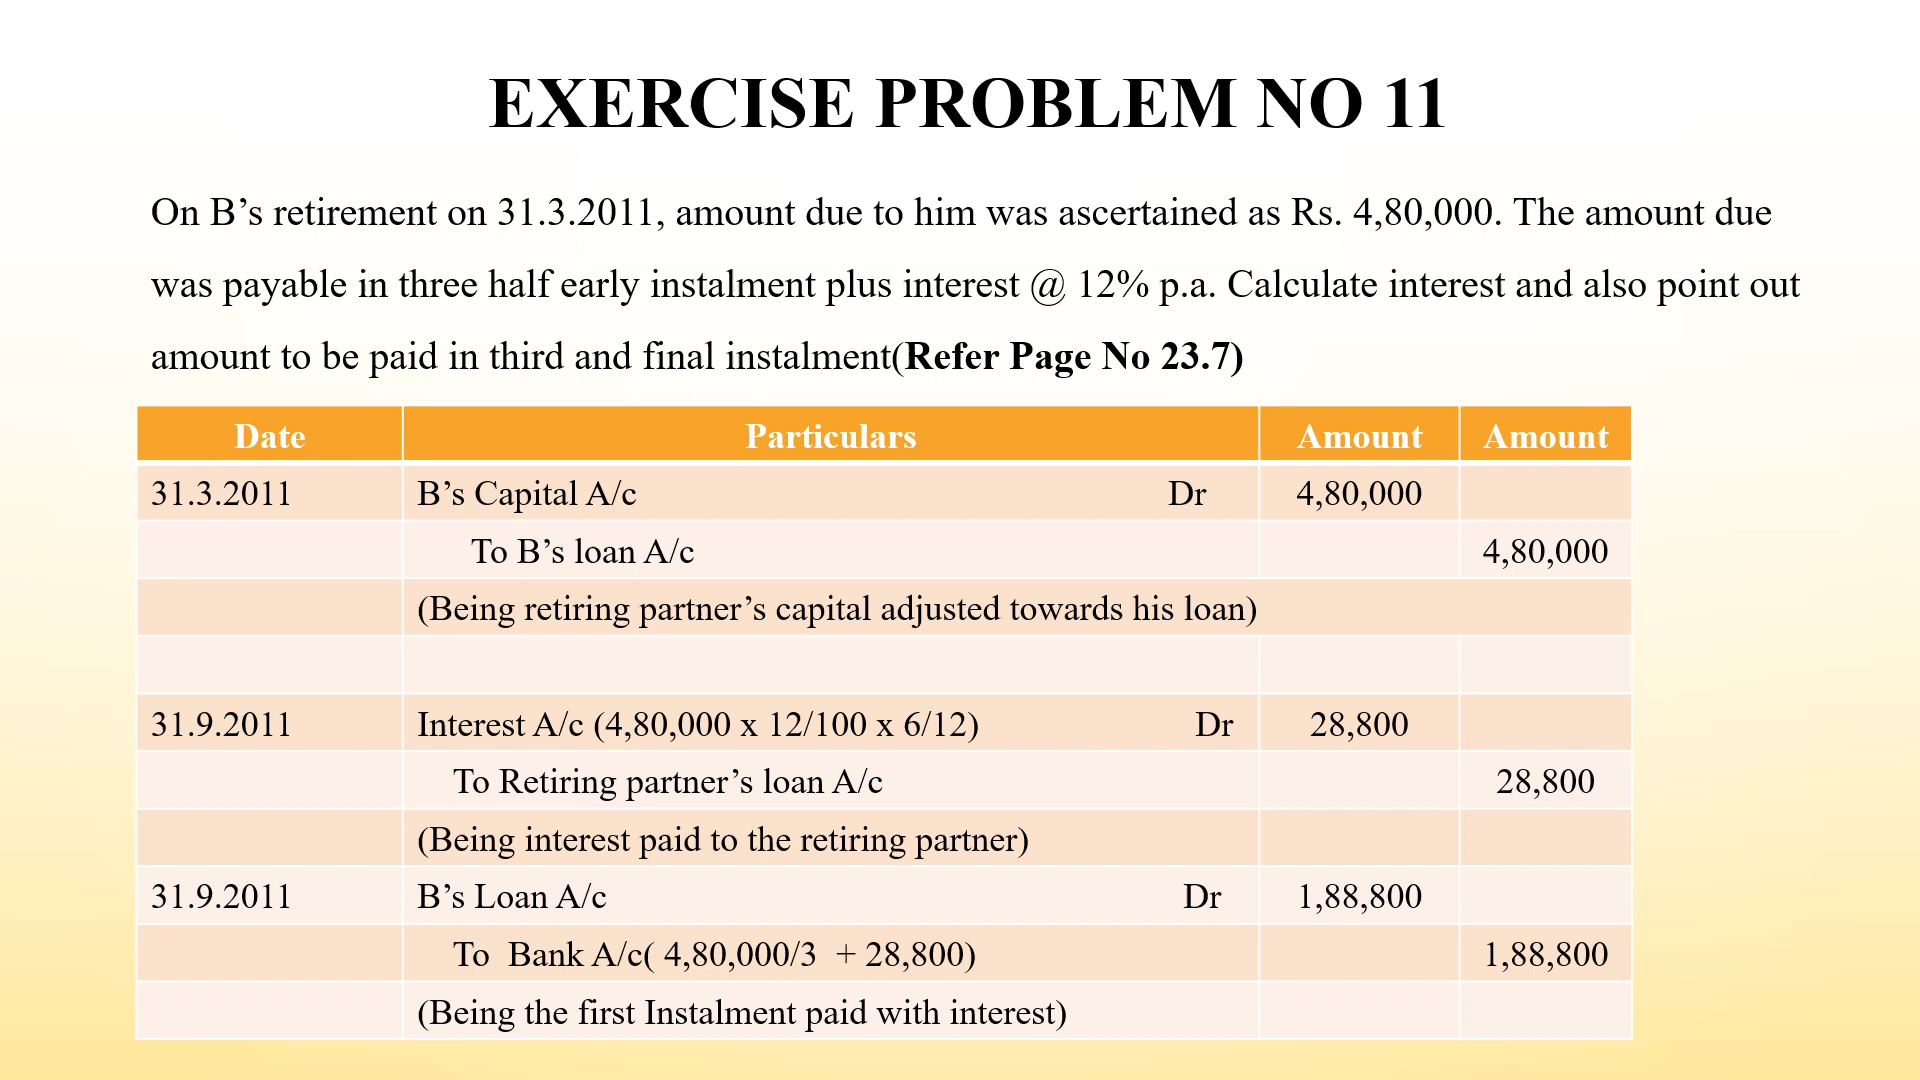 EXERCISE PROBLEM NO 11
On B’s retirement on 31.3.2011, amount due to him was ascertained as Rs. 4,80,000. The amount due
was payable in three half early instalment plus interest @ 12% p.a. Calculate interest and also point out
amount to be paid in third and final instalment(Refer Page No 23.7)
Date Particulars Amount Amount
31.3.2011 B’s Capital A/c Dr 4,80,000
To B’s loan A/c 4,80,000
(Being retiring partner’s capital adjusted towards his loan)
31.9.2011 Interest A/c (4,80,000 x 12/100 x 6/12) Dr 28,800
To Retiring partner’s loan A/c 28,800
(Being interest paid to the retiring partner)
31.9.2011 B’s Loan A/c Dr 1,88,800
To Bank A/c( 4,80,000/3 + 28,800) 1,88,800
(Being the first Instalment paid with interest)